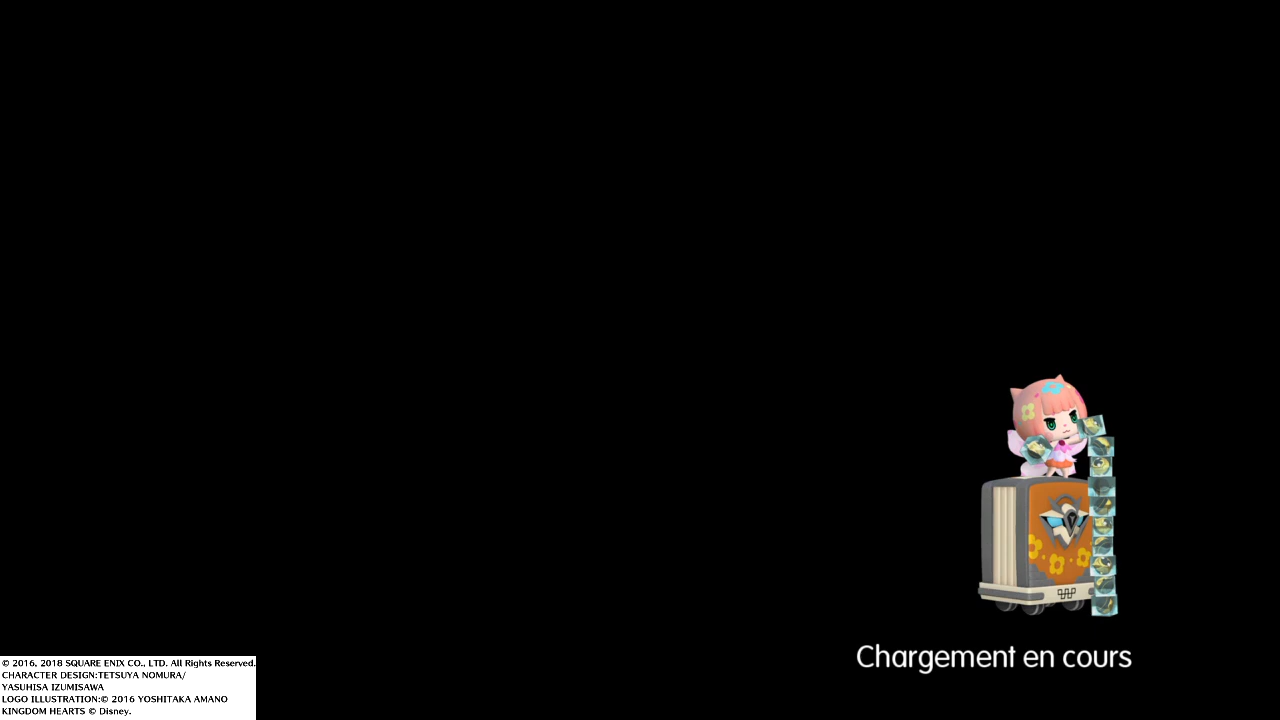 Chargement en cours
© 2016, 2018 SQUARE ENIX CO., LTD. All Rights Reserved.
CHARACTER DESIGN:TETSUYA NOMURA/
YASUHISA IZUMISAWA
LOGO ILLUSTRATION:© 2016 YOSHITAKA AMANO
KINGDOM HEARTS © Disney.